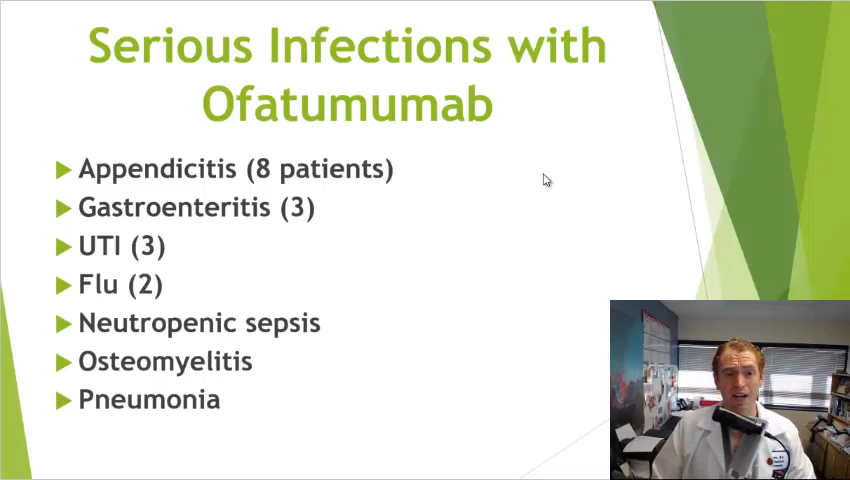 Serious Infections with
Ofatumumab
Appendicitis (8 patients)
Gastroenteritis (3)
UTI (3)
Flu (2)
Neutropenic sepsis
Osteomyelitis
Pneumonia